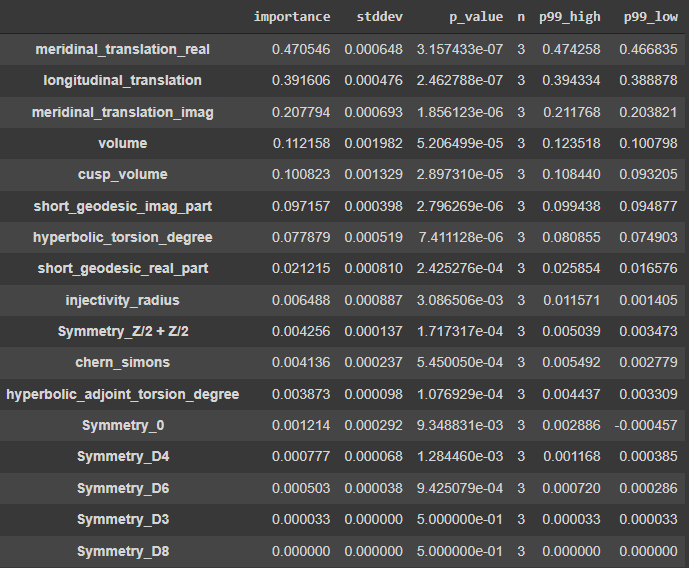 importance stddev p_value n p99_high p99_low
meridinal_translation_real 0.470546 0.000648 3.157433e-07 3 0.474258 0.466835
longitudinal_translation 0.391606 0.000476 2.462788e-07 3 0.394334 0.388878
meridinal_translation_imag 0.207794 0.000693 1.856123e-06 3 0.211768 0.203821
volume 0.112158 0.001982 5.206499e-05 3 0.123518 0.100798
cusp_volume 0.100823 0.001329 2.897310e-05 3 0.108440 0.093205
short_geodesic_imag_part 0.097157 0.000398 2.796269e-06 3 0.099438 0.094877
hyperbolic_torsion_degree 0.077879 0.000519 7.411128e-06 3 0.080855 0.074903
short_geodesic_real_part 0.021215 0.000810 2.425276e-04 3 0.025854 0.016576
injectivity_radius 0.006488 0.000887 3.086506e-03 3 0.011571 0.001405
Symmetry_Z/2 + Z/2 0.004256 0.000137 1.717317e-04 3 0.005039 0.003473
chern_simons 0.004136 0.000237 5.450050e-04 3 0.005492 0.002779
hyperbolic_adjoint_torsion_degree 0.003873 0.000098 1.076929e-04 3 0.004437 0.003309
Symmetry_0 0.001214 0.000292 9.348831e-03 3 0.002886 -0.000457
Symmetry_D4 0.000777 0.000068 1.284460e-03 3 0.001168 0.000385
Symmetry_D6 0.000503 0.000038 9.425079e-04 3 0.000720 0.000286
Symmetry_D3 0.000033 0.000000 5.000000e-01 3 0.000033 0.000033
Symmetry_D8 0.000000 0.000000 5.000000e-01 3 0.000000 0.000000